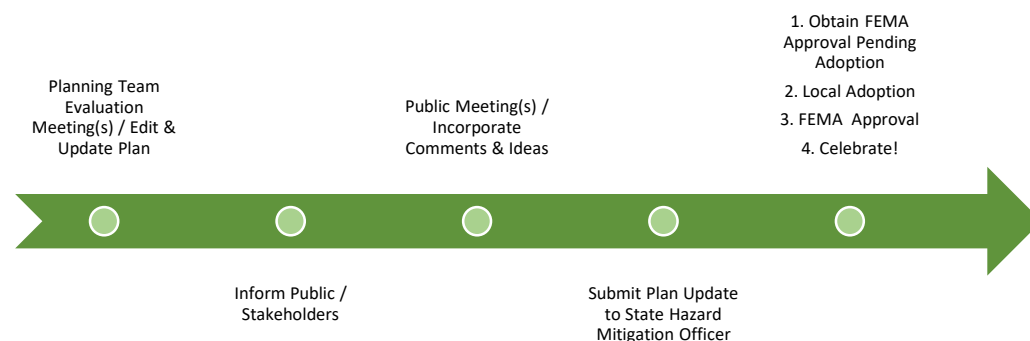 Planning Team
Evaluation
Meeting(s) / Edit &
Update Plan
Inform Public /
Stakeholders
Public Meeting(s) /
Incorporate
Comments & Ideas
Submit Plan Update
to State Hazard
Mitigation Officer
1. Obtain FEMA
Approval Pending
Adoption
2. Local Adoption
3. FEMA Approval
4. Celebrate!